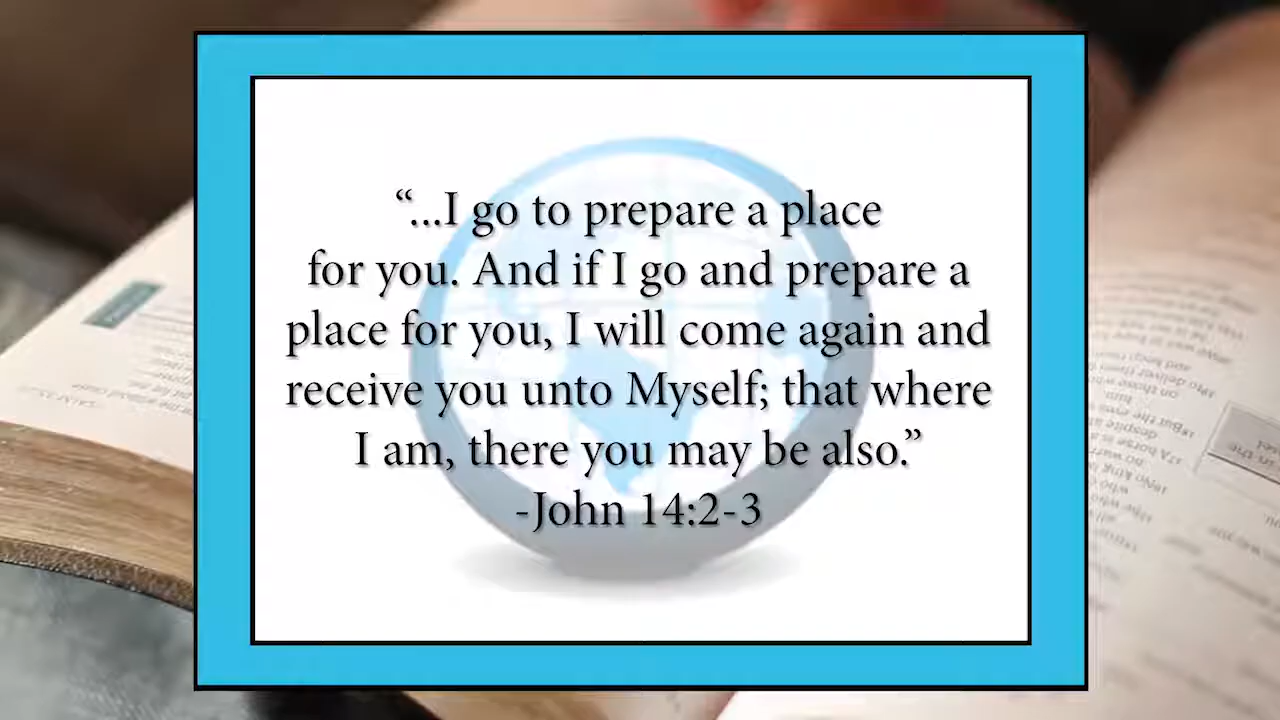 “...I go to prepare a place
for you. And if I go and prepare a
place for you, I will come again and
receive you unto Myself; that where
I am, there you may be also.”
-John 14:2-3